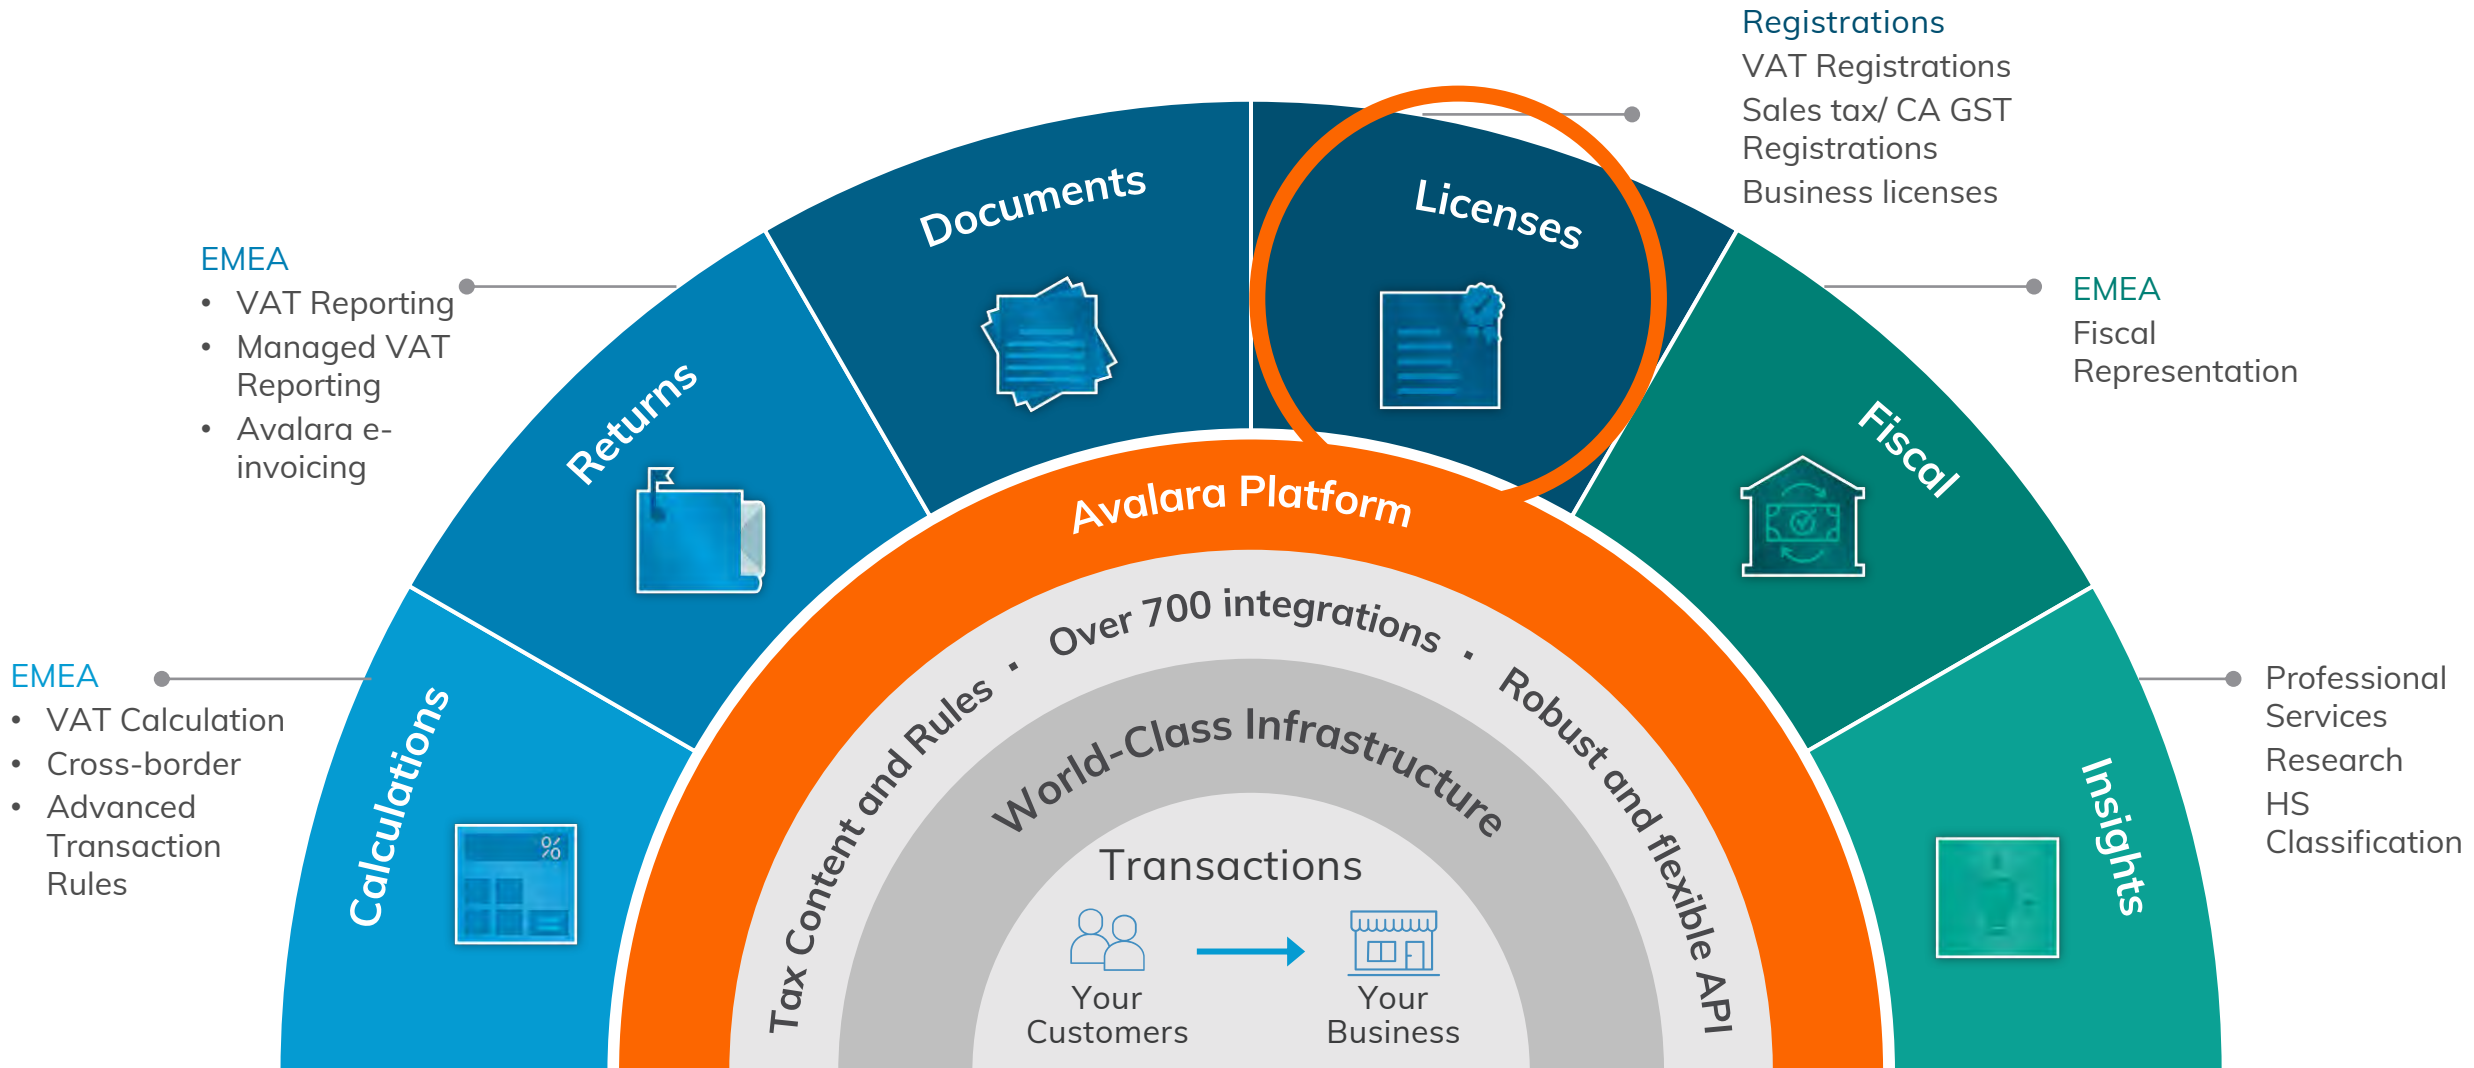 Registrations
VAT Registrations
Sales tax/ CA GST
Registrations
Business licenses
Documents
Licenses
EMEA
• VAT Reporting
• Managed VAT
Reporting
• Avalara e-
invoicing
EMEA
Fiscal
Representation
Returns
Fiscal
Avalara Platform
Tax Content and Rules · Over 700 integrations · Robust and flexible API
World-Class Infrastructure
EMEA
• VAT Calculation
• Cross-border
• Advanced
Transaction
Rules
Calculations
%
Professional
Services
Research
HS
Classification
Insights
Transactions
Your
Customers
Your
Business